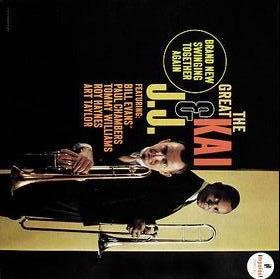 THE
GREAT
KAI
&
J.J.
BRAND NEW
SWINGING
TOGETHER
AGAIN
FEATURING:
BILL EVANS
PAUL CHAMBERS
TOMMY WILLIAMS
ROY HAYNES
ART TAYLOR
impulse!